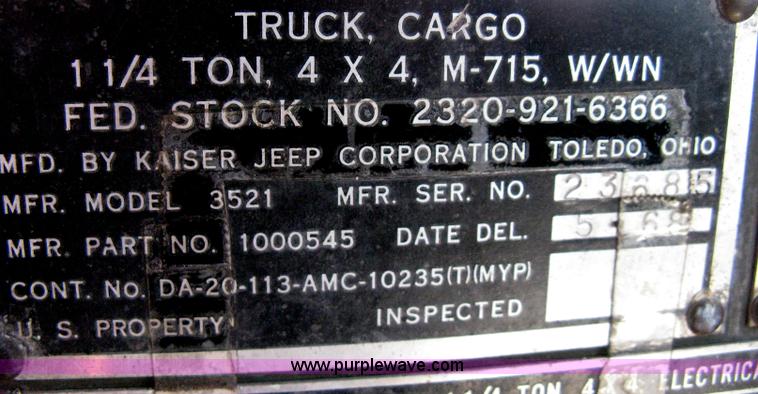 TRUCK, CARGO
1 1/4 TON, 4 X 4, M-715, W/WN
FED. STOCK NO. 2320-921-6366
MFD. BY KAISER JEEP CORPORATION TOLEDO, OHIO
MFR. MODEL 3521 MFR. SER. NO. 23685
MFR. PART NO. 1000545 DATE DEL. 5-68
CONT. NO. DA-20-113-AMC-10235(T)(MYP)
U. S. PROPERTY INSPECTED
www.purplewave.com
1/4 TON 4X4 ELECTRICA